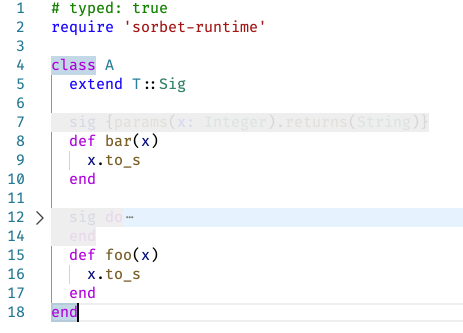 1 # typed: true
2 require 'sorbet-runtime'
3
4 class A
5 extend T::Sig
6
7 sig {params(x: Integer).returns(String)}
8 def bar(x)
9 x.to_s
10 end
11
12 sig do…
14 end
15 def foo(x)
16 x.to_s
17 end
18 end